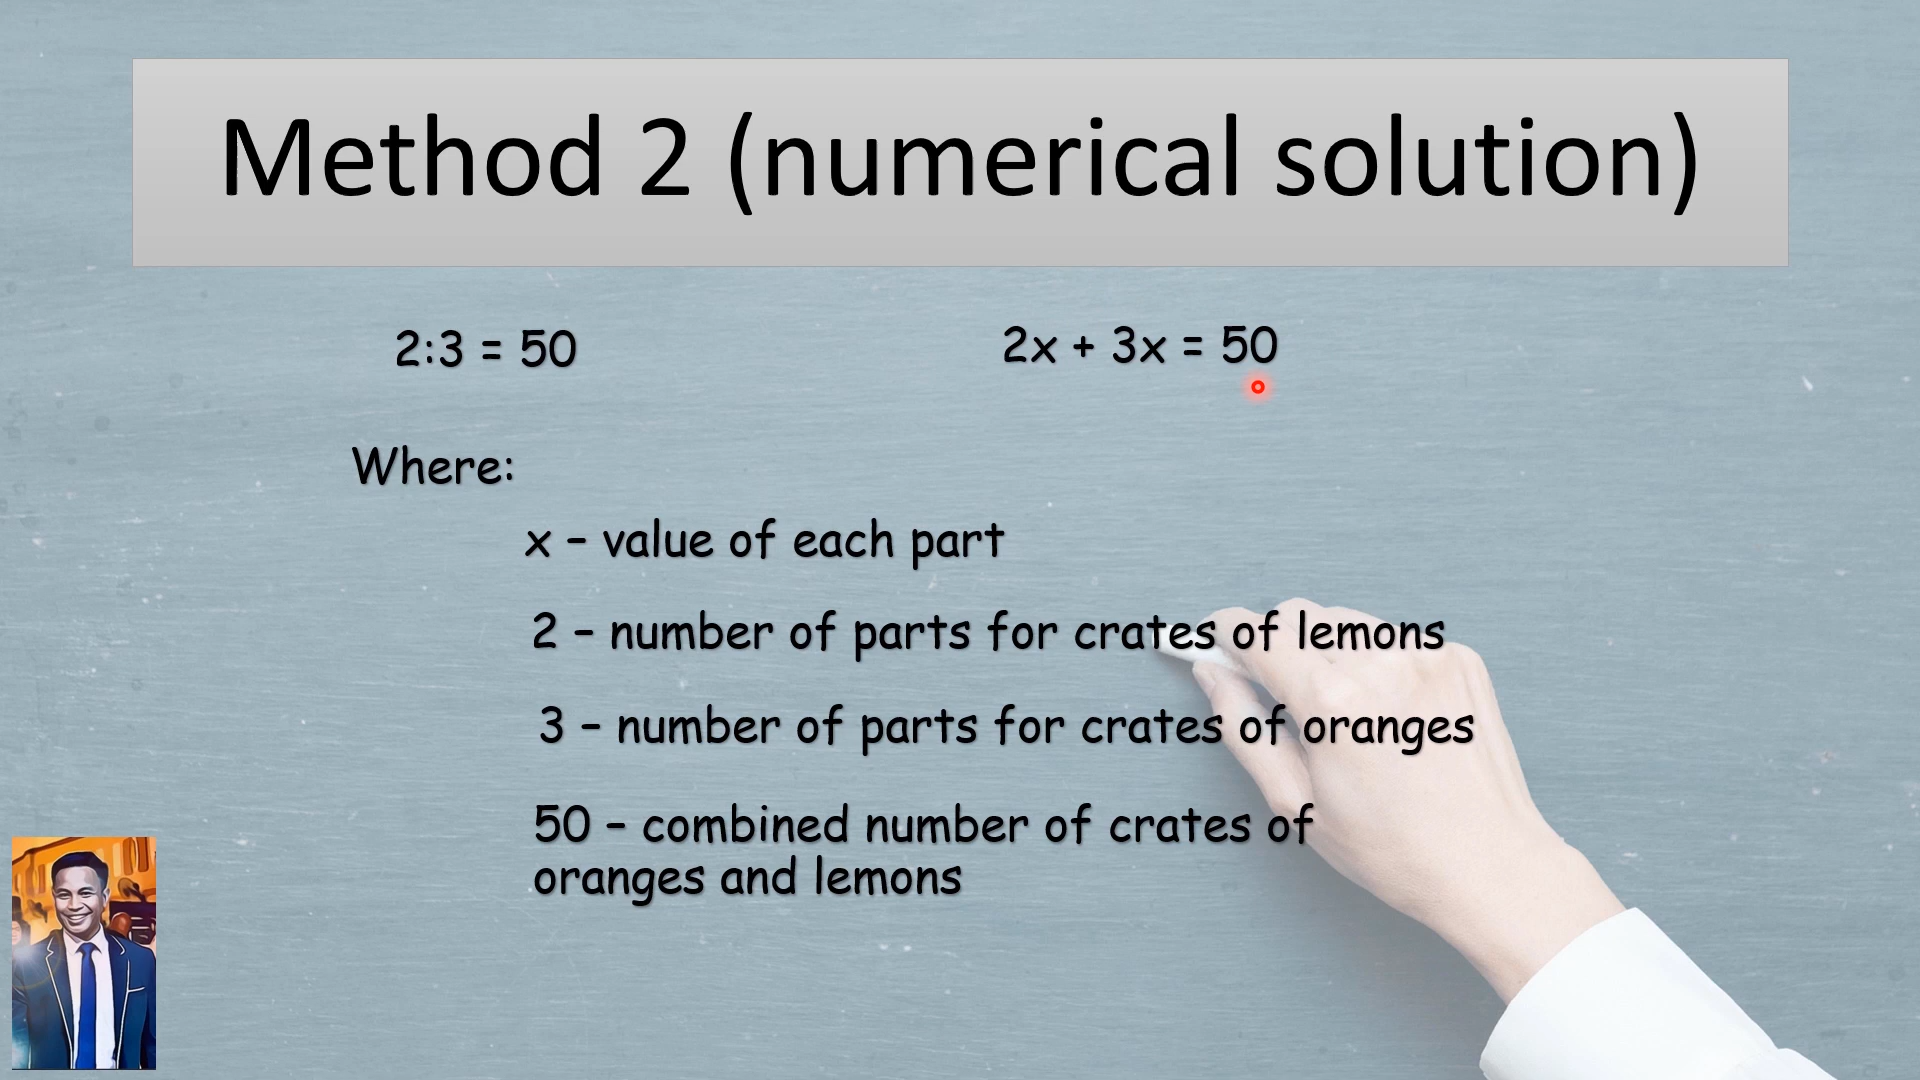 Method 2 (numerical solution)
2:3 = 50
2x + 3x = 50
Where:
x – value of each part
2 – number of parts for crates of lemons
3 – number of parts for crates of oranges
50 – combined number of crates of
oranges and lemons